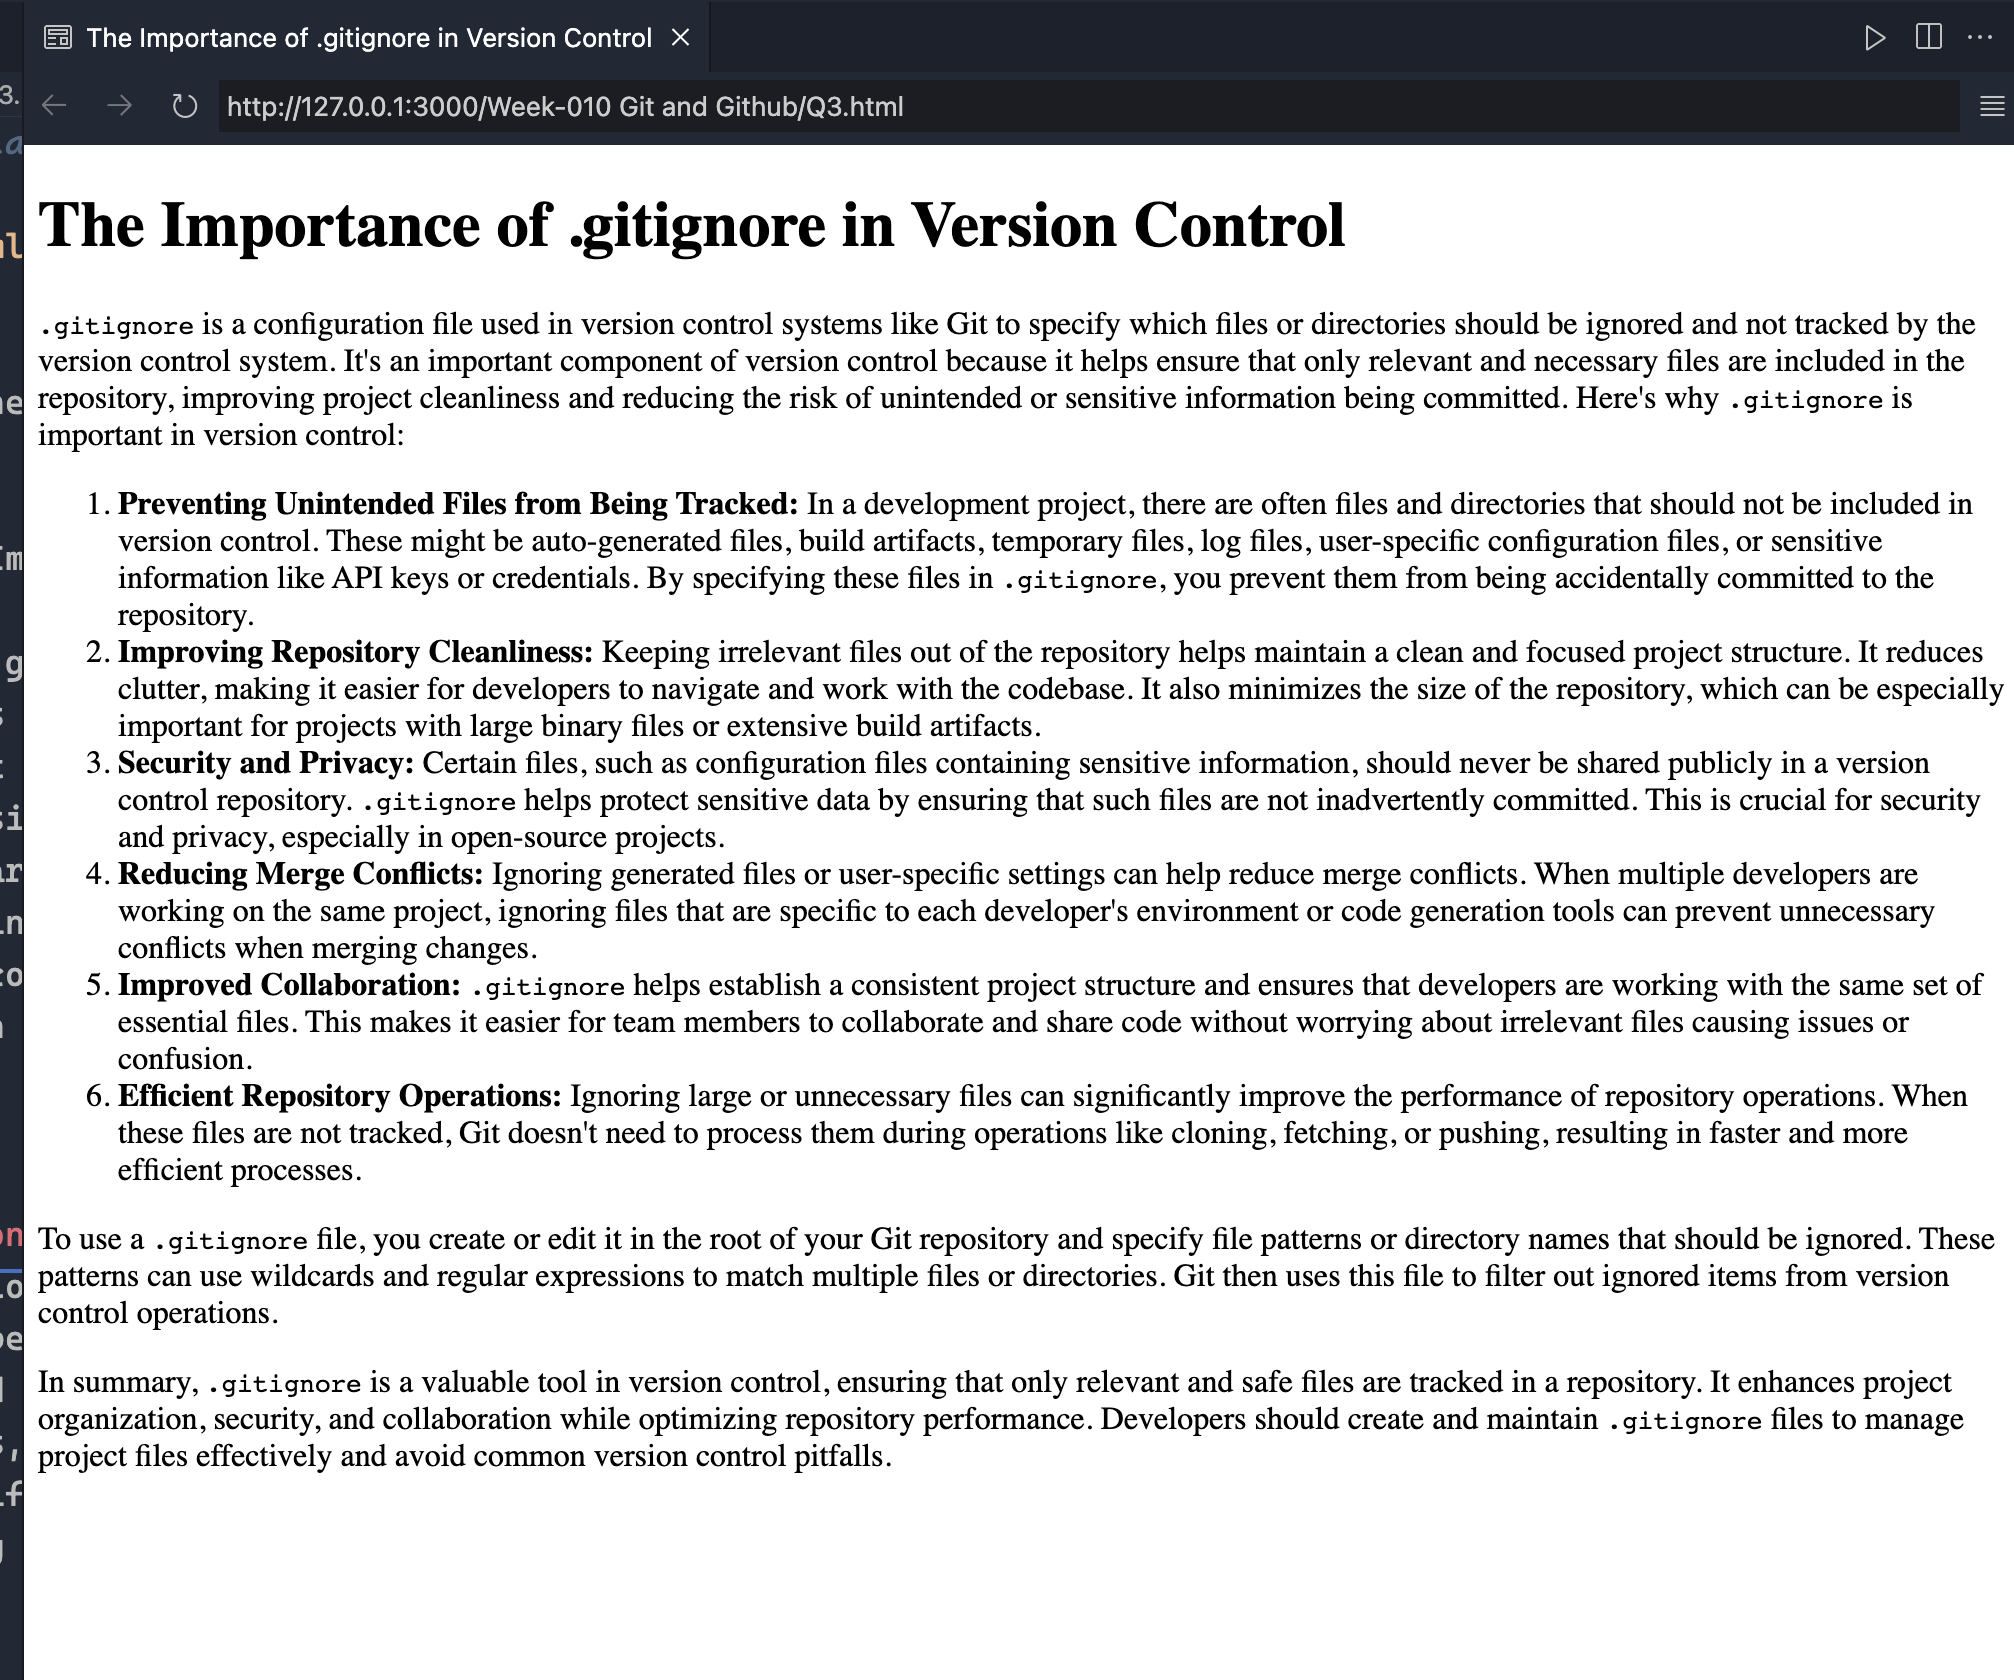 The Importance of .gitignore in Version Control
3.
http://127.0.0.1:3000/Week-010 Git and Github/Q3.html
The Importance of .gitignore in Version Control
.gitignore is a configuration file used in version control systems like Git to specify which files or directories should be ignored and not tracked by the
version control system. It's an important component of version control because it helps ensure that only relevant and necessary files are included in the
repository, improving project cleanliness and reducing the risk of unintended or sensitive information being committed. Here's why .gitignore is
important in version control:
1. Preventing Unintended Files from Being Tracked: In a development project, there are often files and directories that should not be included in
version control. These might be auto-generated files, build artifacts, temporary files, log files, user-specific configuration files, or sensitive
information like API keys or credentials. By specifying these files in .gitignore, you prevent them from being accidentally committed to the
repository.
2. Improving Repository Cleanliness: Keeping irrelevant files out of the repository helps maintain a clean and focused project structure. It reduces
clutter, making it easier for developers to navigate and work with the codebase. It also minimizes the size of the repository, which can be especially
important for projects with large binary files or extensive build artifacts.
3. Security and Privacy: Certain files, such as configuration files containing sensitive information, should never be shared publicly in a version
control repository. .gitignore helps protect sensitive data by ensuring that such files are not inadvertently committed. This is crucial for security
and privacy, especially in open-source projects.
4. Reducing Merge Conflicts: Ignoring generated files or user-specific settings can help reduce merge conflicts. When multiple developers are
working on the same project, ignoring files that are specific to each developer's environment or code generation tools can prevent unnecessary
conflicts when merging changes.
5. Improved Collaboration: .gitignore helps establish a consistent project structure and ensures that developers are working with the same set of
essential files. This makes it easier for team members to collaborate and share code without worrying about irrelevant files causing issues or
confusion.
6. Efficient Repository Operations: Ignoring large or unnecessary files can significantly improve the performance of repository operations. When
these files are not tracked, Git doesn't need to process them during operations like cloning, fetching, or pushing, resulting in faster and more
efficient processes.
To use a .gitignore file, you create or edit it in the root of your Git repository and specify file patterns or directory names that should be ignored. These
patterns can use wildcards and regular expressions to match multiple files or directories. Git then uses this file to filter out ignored items from version
control operations.
In summary, .gitignore is a valuable tool in version control, ensuring that only relevant and safe files are tracked in a repository. It enhances project
organization, security, and collaboration while optimizing repository performance. Developers should create and maintain .gitignore files to manage
project files effectively and avoid common version control pitfalls.